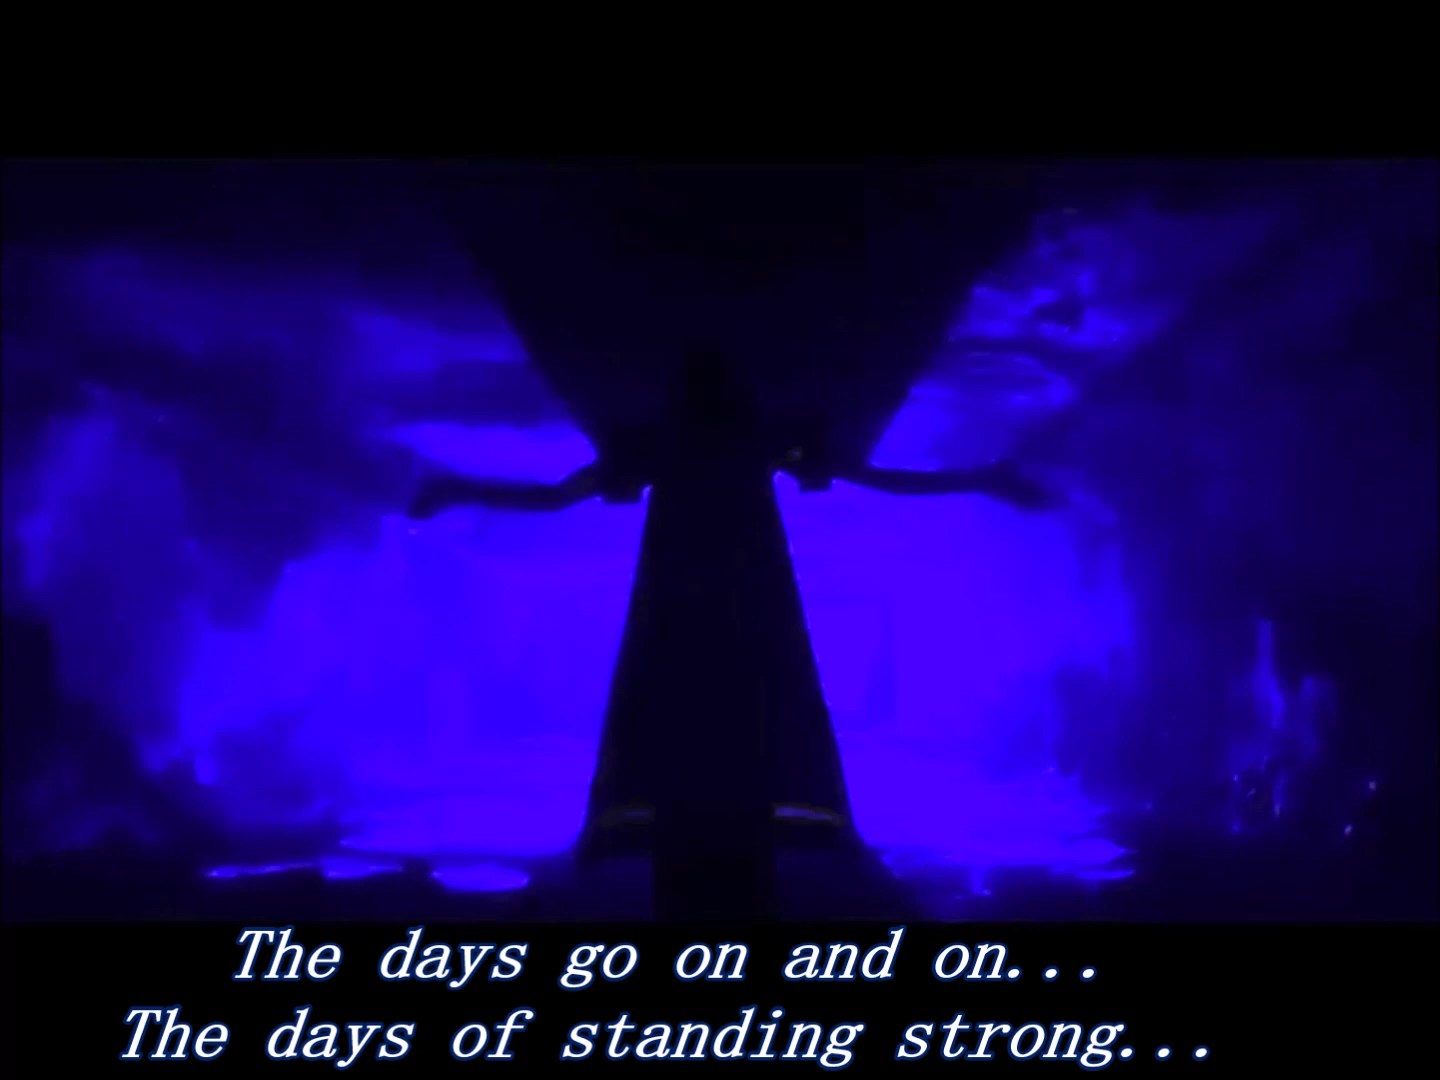 The days go on and on...
The days of standing strong...